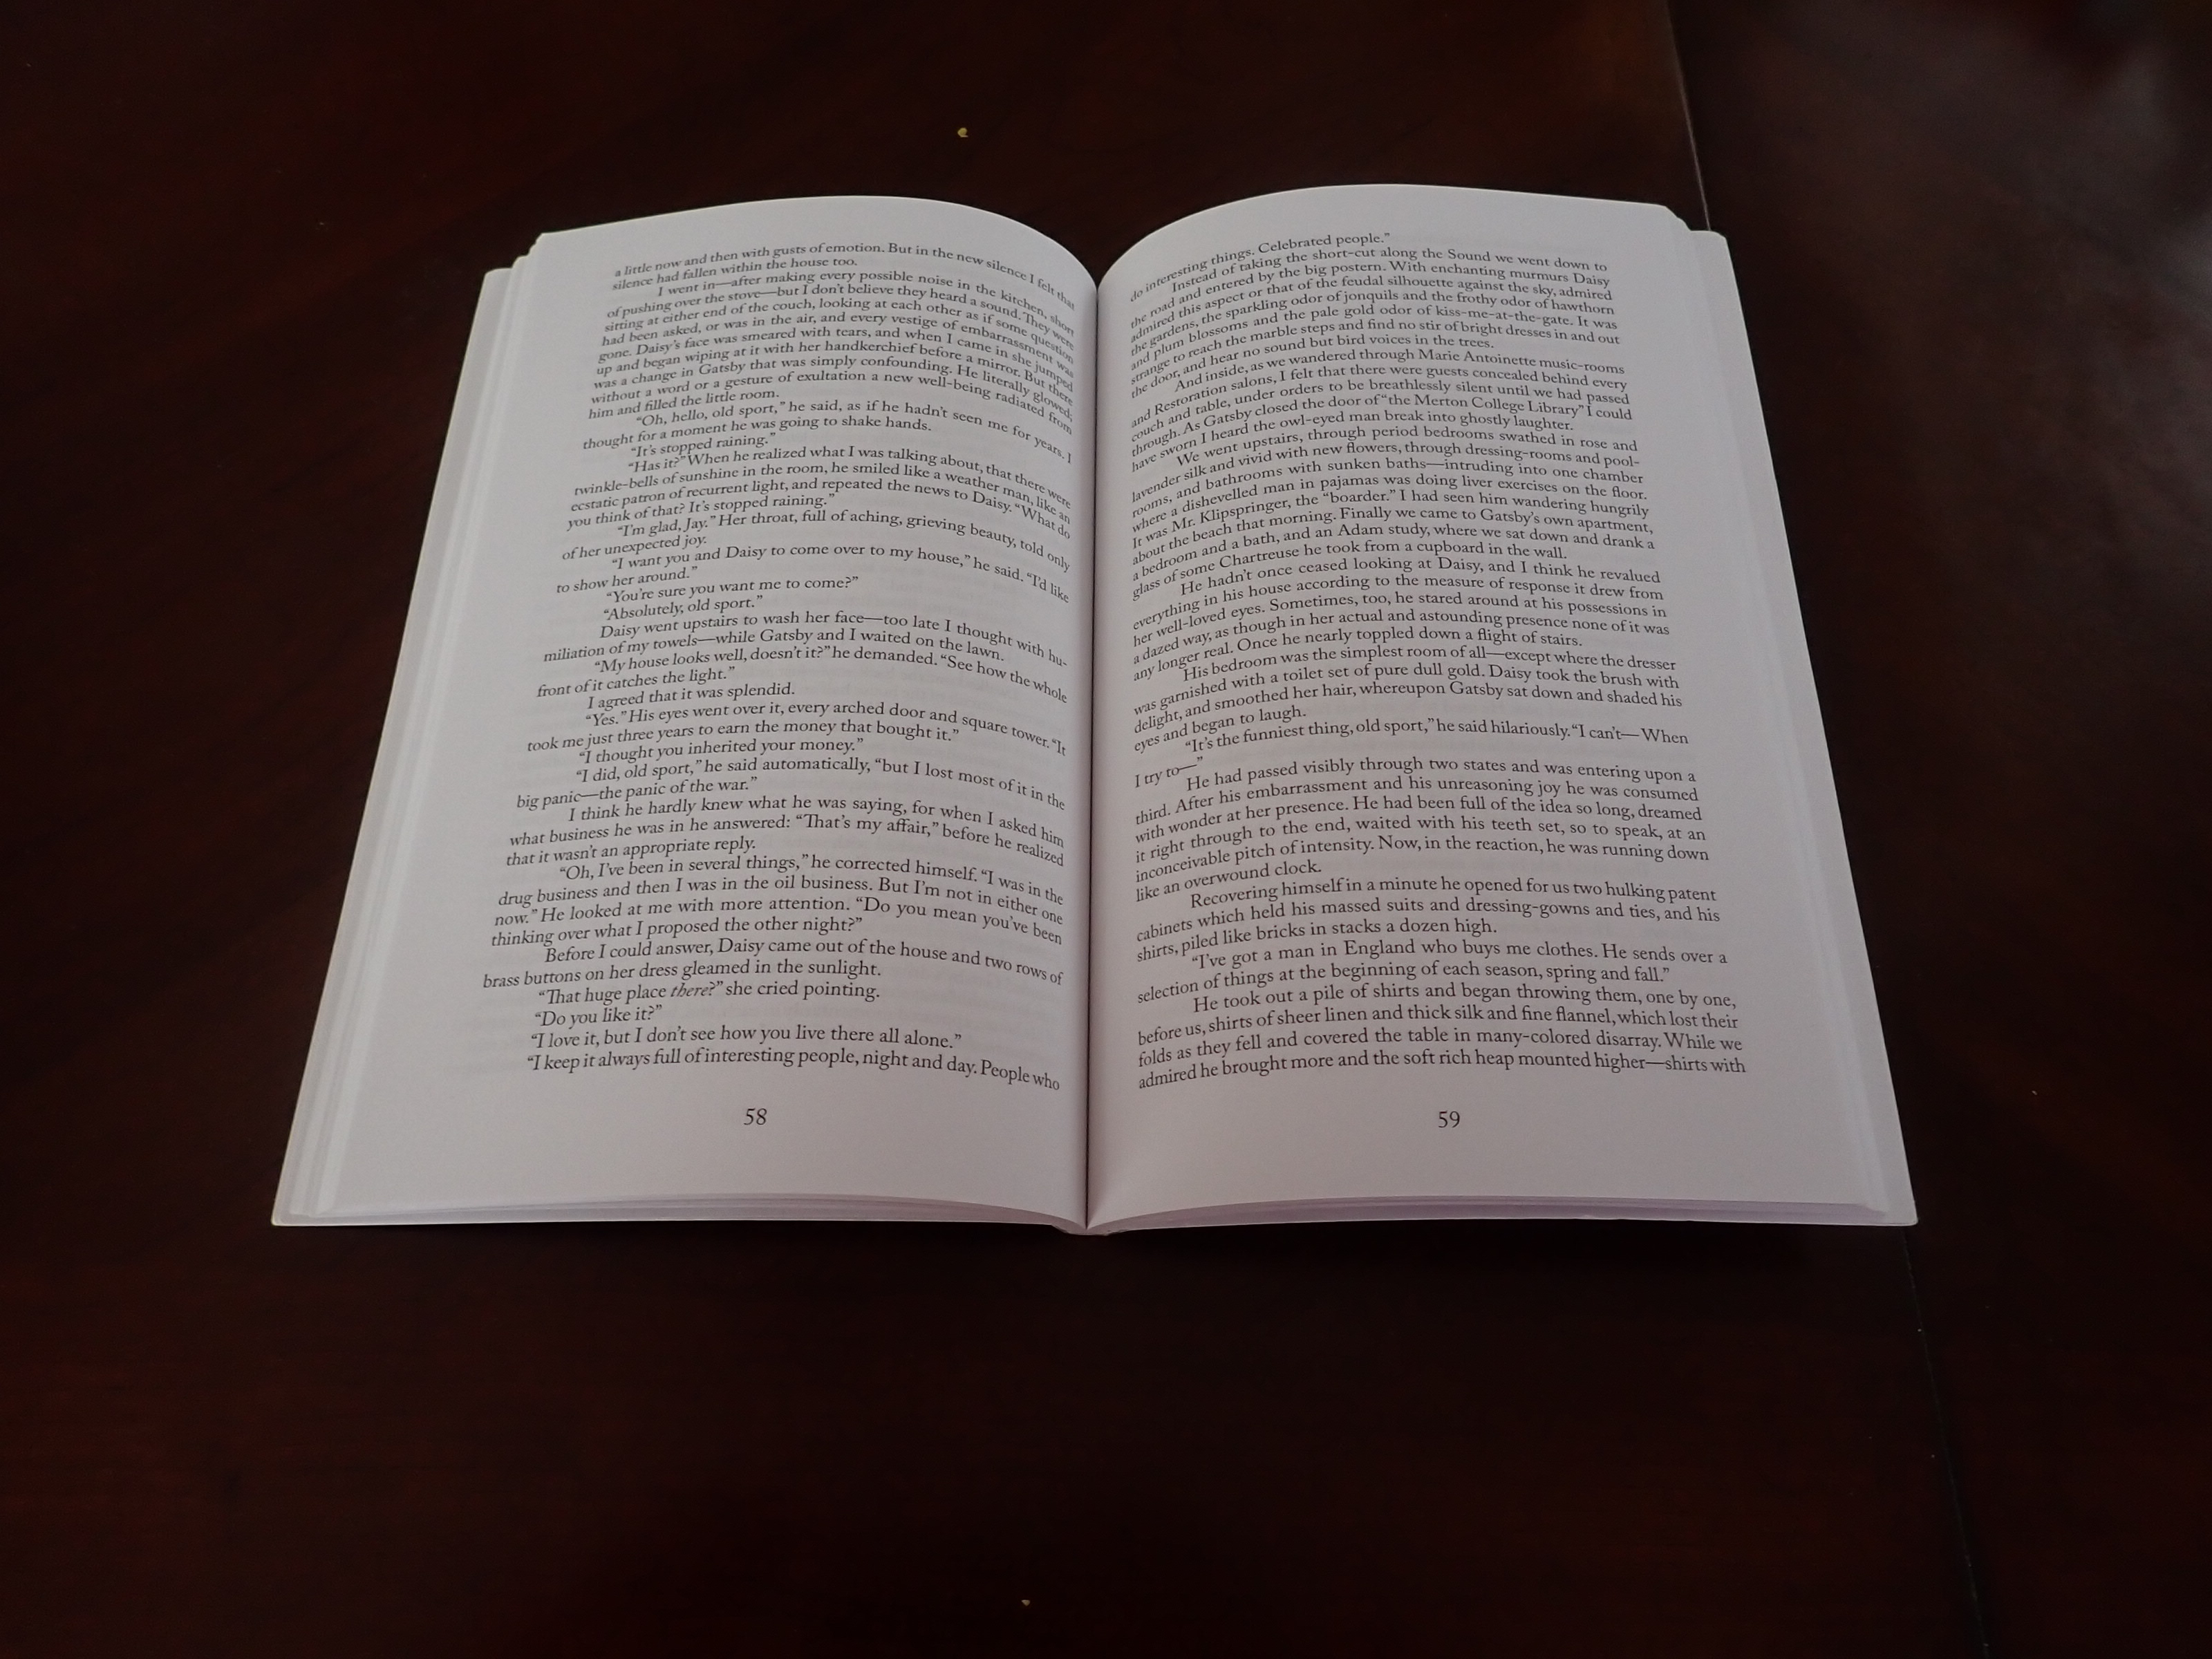 a little now and then with gusts of emotion. But in the new silence I felt that
silence had fallen within the house too.
I went in—after making every possible noise in the kitchen, short
of pushing over the stove—but I don't believe they heard a sound. They were
sitting at either end of the couch, looking at each other as if some question
had been asked, or was in the air, and every vestige of embarrassment was
gone. Daisy's face was smeared with tears, and when I came in she jumped
up and began wiping at it with her handkerchief before a mirror. But there
was a change in Gatsby that was simply confounding. He literally glowed;
without a word or a gesture of exultation a new well-being radiated from
him and filled the little room.
"Oh, hello, old sport," he said, as if he hadn't seen me for years. I
thought for a moment he was going to shake hands.
"It's stopped raining."
"Has it?" When he realized what I was talking about, that there were
twinkle-bells of sunshine in the room, he smiled like a weather man, like an
ecstatic patron of recurrent light, and repeated the news to Daisy. "What do
you think of that? It's stopped raining."
"I'm glad, Jay." Her throat, full of aching, grieving beauty, told only
of her unexpected joy.
"I want you and Daisy to come over to my house," he said. "I'd like
to show her around."
"You're sure you want me to come?"
"Absolutely, old sport."
Daisy went upstairs to wash her face—too late I thought with hu-
miliation of my towels—while Gatsby and I waited on the lawn.
"My house looks well, doesn't it?" he demanded. "See how the whole
front of it catches the light."
I agreed that it was splendid.
"Yes." His eyes went over it, every arched door and square tower. "It
took me just three years to earn the money that bought it."
"I thought you inherited your money."
"I did, old sport," he said automatically, "but I lost most of it in the
big panic—the panic of the war."
I think he hardly knew what he was saying, for when I asked him
what business he was in he answered: "That's my affair," before he realized
that it wasn't an appropriate reply.
"Oh, I've been in several things," he corrected himself. "I was in the
drug business and then I was in the oil business. But I'm not in either one
now." He looked at me with more attention. "Do you mean you've been
thinking over what I proposed the other night?"
Before I could answer, Daisy came out of the house and two rows of
brass buttons on her dress gleamed in the sunlight.
"That huge place there?" she cried pointing.
"Do you like it?"
"I love it, but I don't see how you live there all alone."
"I keep it always full of interesting people, night and day. People who
58
do interesting things. Celebrated people."
Instead of taking the short-cut along the Sound we went down to
the road and entered by the big postern. With enchanting murmurs Daisy
admired this aspect or that of the feudal silhouette against the sky, admired
the gardens, the sparkling odor of jonquils and the frothy odor of hawthorn
and plum blossoms and the pale gold odor of kiss-me-at-the-gate. It was
strange to reach the marble steps and find no stir of bright dresses in and out
the door, and hear no sound but bird voices in the trees.
And inside, as we wandered through Marie Antoinette music-rooms
and Restoration salons, I felt that there were guests concealed behind every
couch and table, under orders to be breathlessly silent until we had passed
through. As Gatsby closed the door of "the Merton College Library" I could
have sworn I heard the owl-eyed man break into ghostly laughter.
We went upstairs, through period bedrooms swathed in rose and
lavender silk and vivid with new flowers, through dressing-rooms and pool-
rooms, and bathrooms with sunken baths—intruding into one chamber
where a dishevelled man in pajamas was doing liver exercises on the floor.
It was Mr. Klipspringer, the "boarder." I had seen him wandering hungrily
about the beach that morning. Finally we came to Gatsby's own apartment,
a bedroom and a bath, and an Adam study, where we sat down and drank a
glass of some Chartreuse he took from a cupboard in the wall.
He hadn't once ceased looking at Daisy, and I think he revalued
everything in his house according to the measure of response it drew from
her well-loved eyes. Sometimes, too, he stared around at his possessions in
a dazed way, as though in her actual and astounding presence none of it was
any longer real. Once he nearly toppled down a flight of stairs.
His bedroom was the simplest room of all—except where the dresser
was garnished with a toilet set of pure dull gold. Daisy took the brush with
delight, and smoothed her hair, whereupon Gatsby sat down and shaded his
eyes and began to laugh.
"It's the funniest thing, old sport," he said hilariously. "I can't— When
I try to—"
He had passed visibly through two states and was entering upon a
third. After his embarrassment and his unreasoning joy he was consumed
with wonder at her presence. He had been full of the idea so long, dreamed
it right through to the end, waited with his teeth set, so to speak, at an
inconceivable pitch of intensity. Now, in the reaction, he was running down
like an overwound clock.
Recovering himself in a minute he opened for us two hulking patent
cabinets which held his massed suits and dressing-gowns and ties, and his
shirts, piled like bricks in stacks a dozen high.
"I've got a man in England who buys me clothes. He sends over a
selection of things at the beginning of each season, spring and fall."
He took out a pile of shirts and began throwing them, one by one,
before us, shirts of sheer linen and thick silk and fine flannel, which lost their
folds as they fell and covered the table in many-colored disarray. While we
admired he brought more and the soft rich heap mounted higher—shirts with
59